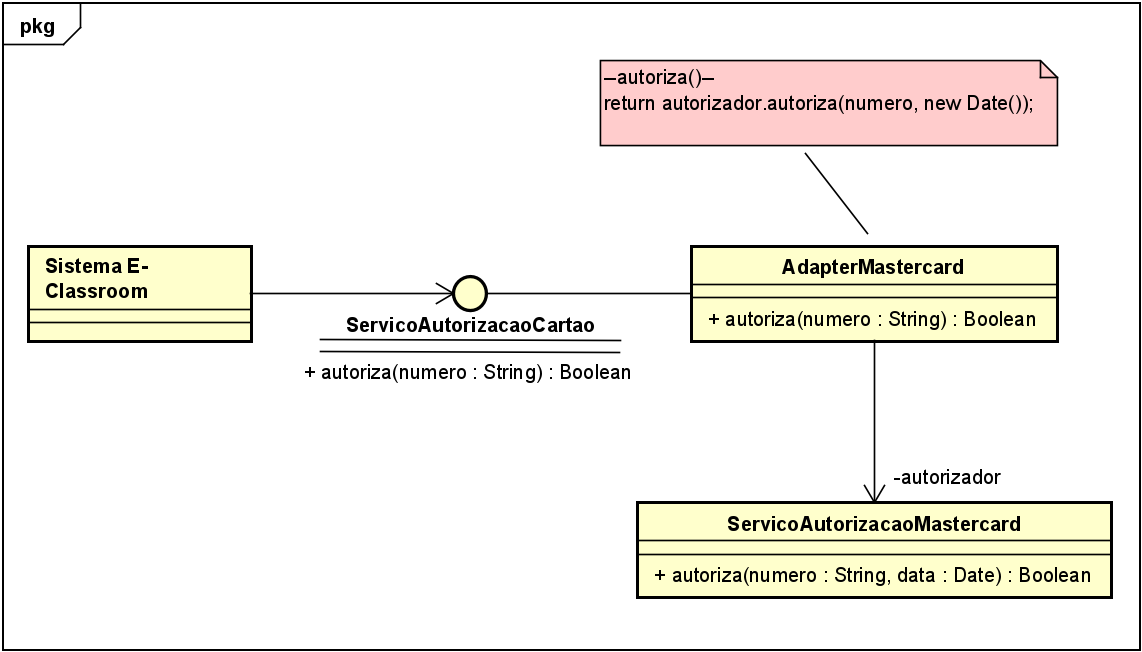 pkg
–autoriza()–
return autorizador.autoriza(numero, new Date());
Sistema E-
Classroom
ServicoAutorizacaoCartao
+ autoriza(numero : String) : Boolean
AdapterMastercard
+ autoriza(numero : String) : Boolean
-autorizador
ServicoAutorizacaoMastercard
+ autoriza(numero : String, data : Date) : Boolean